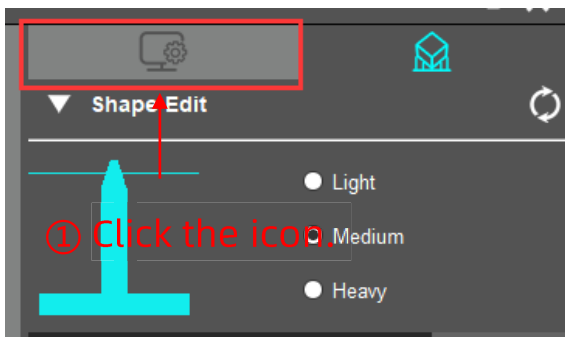 Shape Edit
Light
① Click the icon.
Medium
Heavy